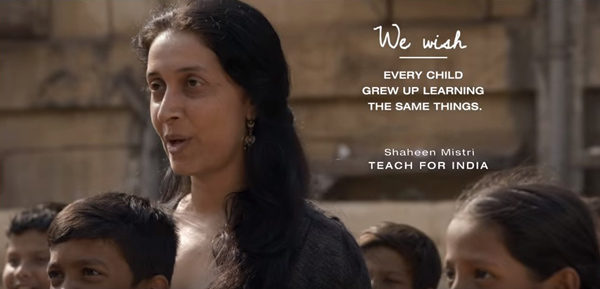 We wish
EVERY CHILD
GREW UP LEARNING
THE SAME THINGS.
Shaheen Mistri
TEACH FOR INDIA